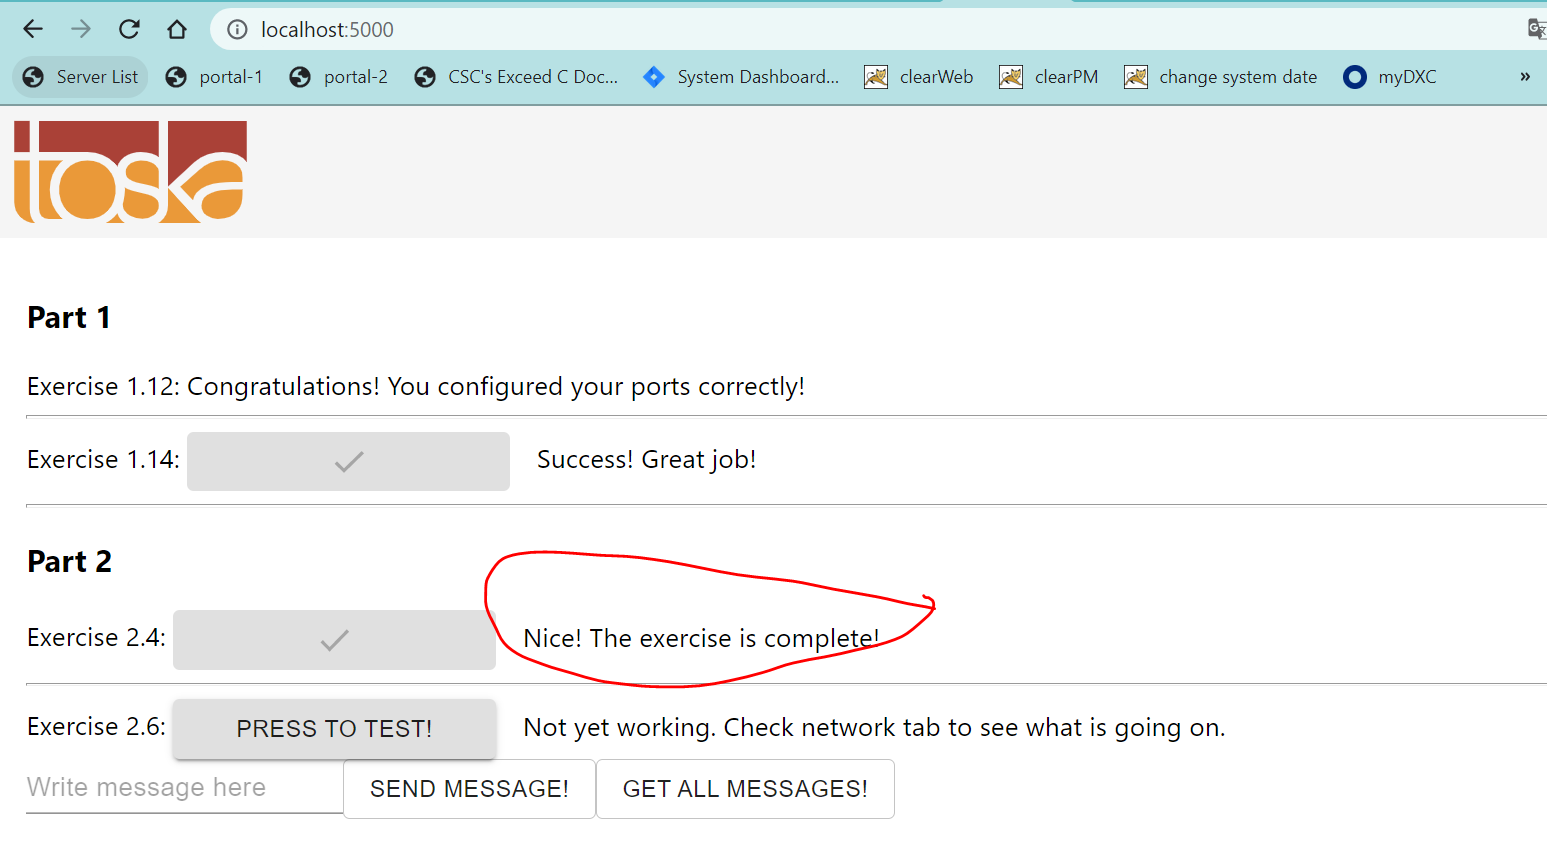 localhost:5000
Server List portal-1 portal-2 CSC's Exceed C Doc... System Dashboard... clearWeb clearPM change system date myDXC »
toska
Part 1
Exercise 1.12: Congratulations! You configured your ports correctly!
Exercise 1.14: Success! Great job!
Part 2
Exercise 2.4: Nice! The exercise is complete!
Exercise 2.6: PRESS TO TEST! Not yet working. Check network tab to see what is going on.
Write message here SEND MESSAGE! GET ALL MESSAGES!